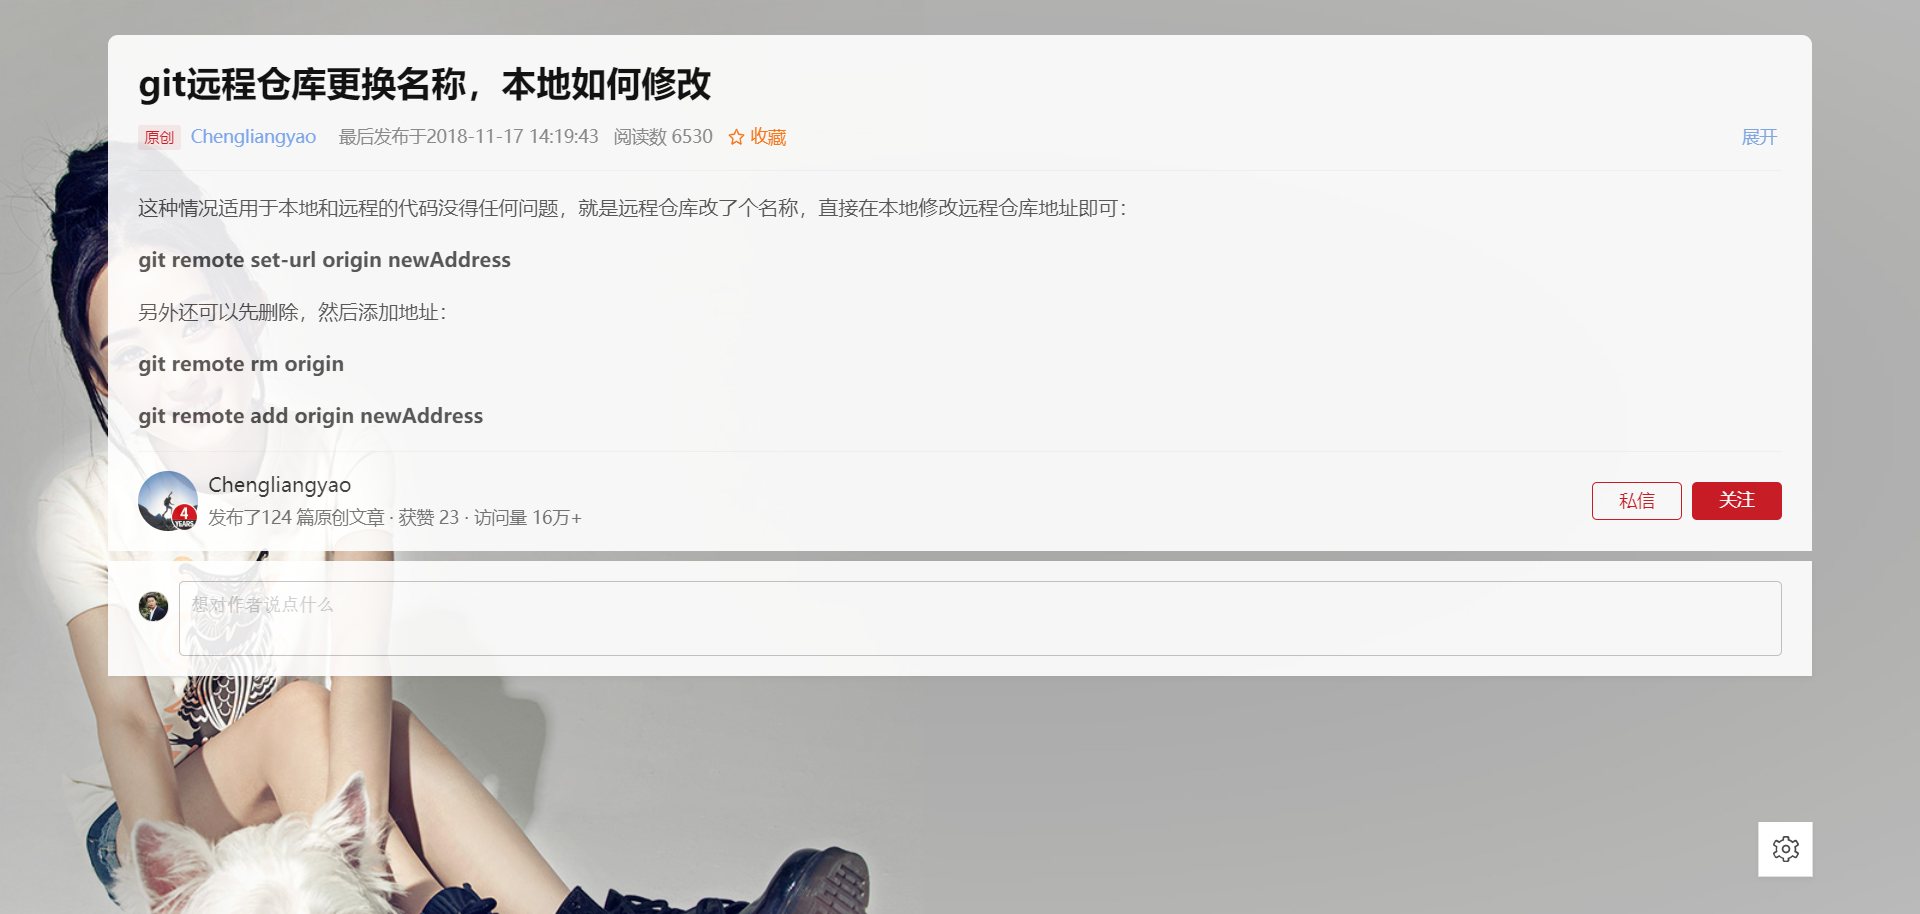 git远程仓库更换名称，本地如何修改
原创 Chengliangyao 最后发布于2018-11-17 14:19:43 阅读数 6530 收藏 展开
这种情况适用于本地和远程的代码没得任何问题，就是远程仓库改了个名称，直接在本地修改远程仓库地址即可：
git remote set-url origin newAddress
另外还可以先删除，然后添加地址：
git remote rm origin
git remote add origin newAddress
4
YEARS
Chengliangyao
发布了124 篇原创文章 · 获赞 23 · 访问量 16万+
私信 关注
想对作者说点什么